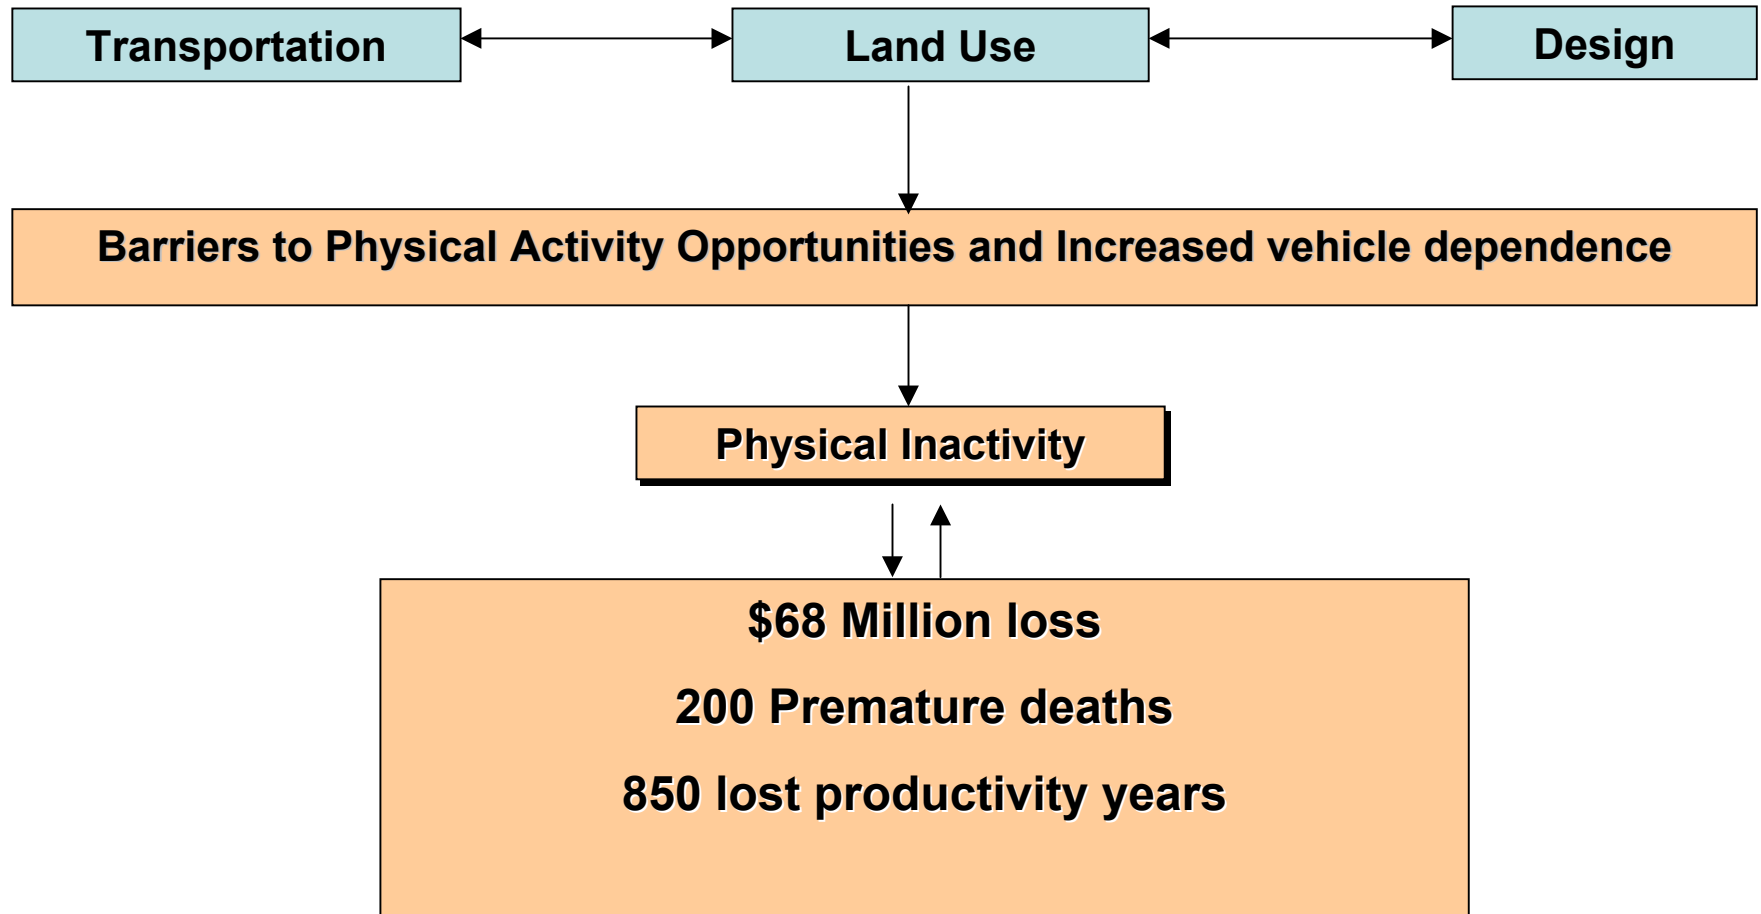 Transportation
Land Use
Design
Barriers to Physical Activity Opportunities and Increased vehicle dependence
Physical Inactivity
$68 Million loss
200 Premature deaths
850 lost productivity years